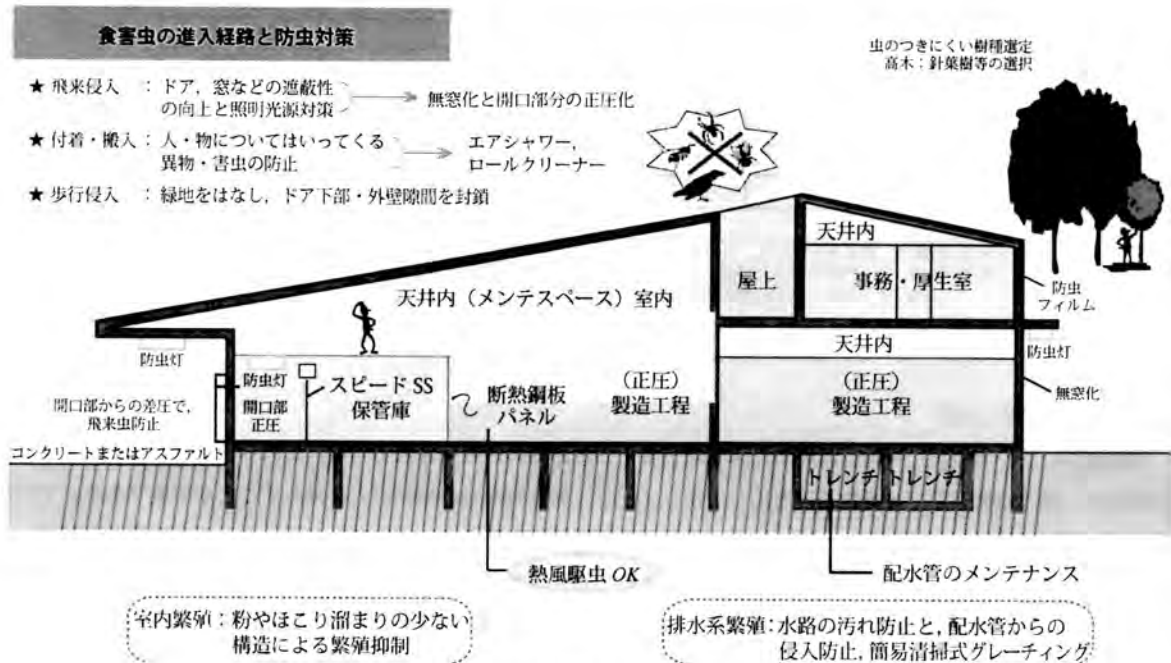 食害虫の進入経路と防虫対策
虫のつきにくい樹種選定
高木：針葉樹等の選択
★ 飛来侵入 ： ドア，窓などの遮蔽性
の向上と照明光源対策
無窓化と開口部分の正圧化
★ 付着・搬入 ： 人・物についてはいってくる
異物・害虫の防止
エアシャワー，
ロールクリーナー
★ 歩行侵入 ： 緑地をはなし，ドア下部・外壁隙間を封鎖
天井内
屋上
事務・厚生室
防虫
フィルム
天井内（メンテスペース）室内
防虫灯
天井内
防虫灯
防虫灯
開口部
正圧
スピード SS
保管庫
断熱鋼板
パネル
（正圧）
製造工程
（正圧）
製造工程
無窓化
開口部からの差圧で，
飛来虫防止
コンクリートまたはアスファルト
トレンチ
トレンチ
熱風駆虫 OK
配水管のメンテナンス
室内繁殖：粉やほこり溜まりの少ない
構造による繁殖抑制
排水系繁殖：水路の汚れ防止と，配水管からの
侵入防止，簡易清掃式グレーチング